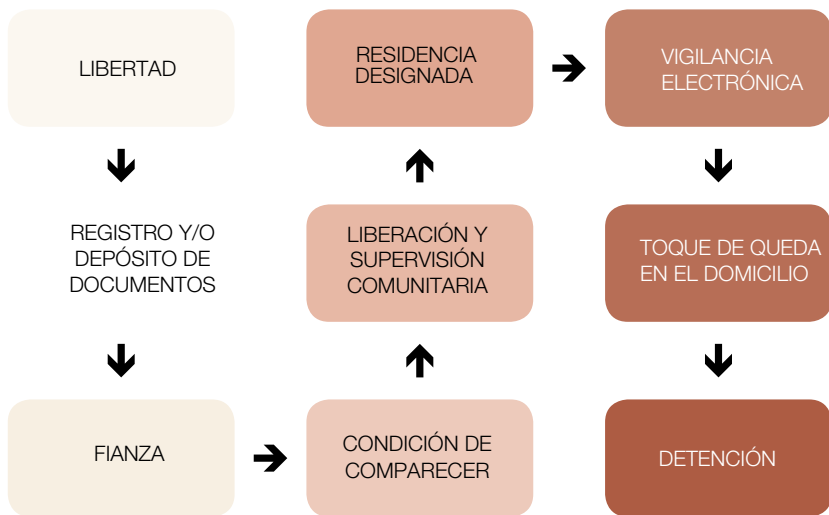 LIBERTAD
REGISTRO Y/O
DEPÓSITO DE
DOCUMENTOS
FIANZA
CONDICIÓN DE
COMPARECER
LIBERACIÓN Y
SUPERVISIÓN
COMUNITARIA
RESIDENCIA
DESIGNADA
VIGILANCIA
ELECTRÓNICA
TOQUE DE QUEDA
EN EL DOMICILIO
DETENCIÓN